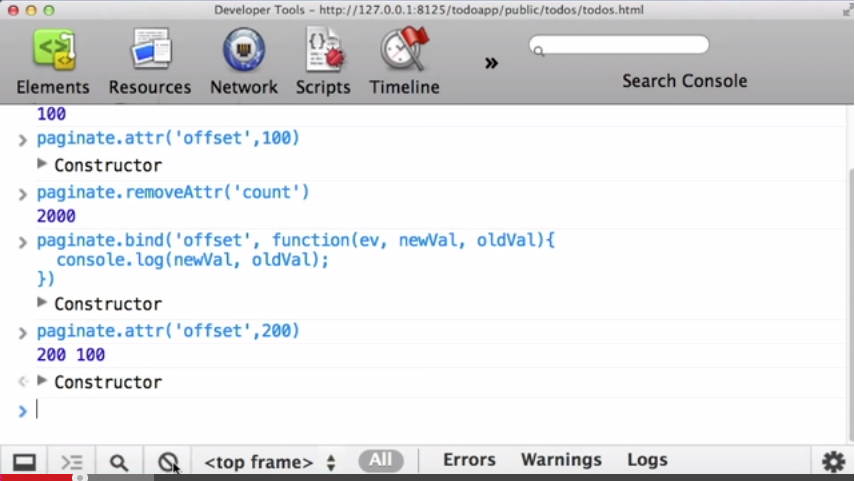 Developer Tools - http://127.0.0.1:8125/todoapp/public/todos/todos.html
Elements Resources Network Scripts Timeline » Search Console
100
> paginate.attr('offset',100)
Constructor
> paginate.removeAttr('count')
2000
> paginate.bind('offset', function(ev, newVal, oldVal){
console.log(newVal, oldVal);
})
Constructor
> paginate.attr('offset',200)
200 100
Constructor
>
<top frame> All Errors Warnings Logs